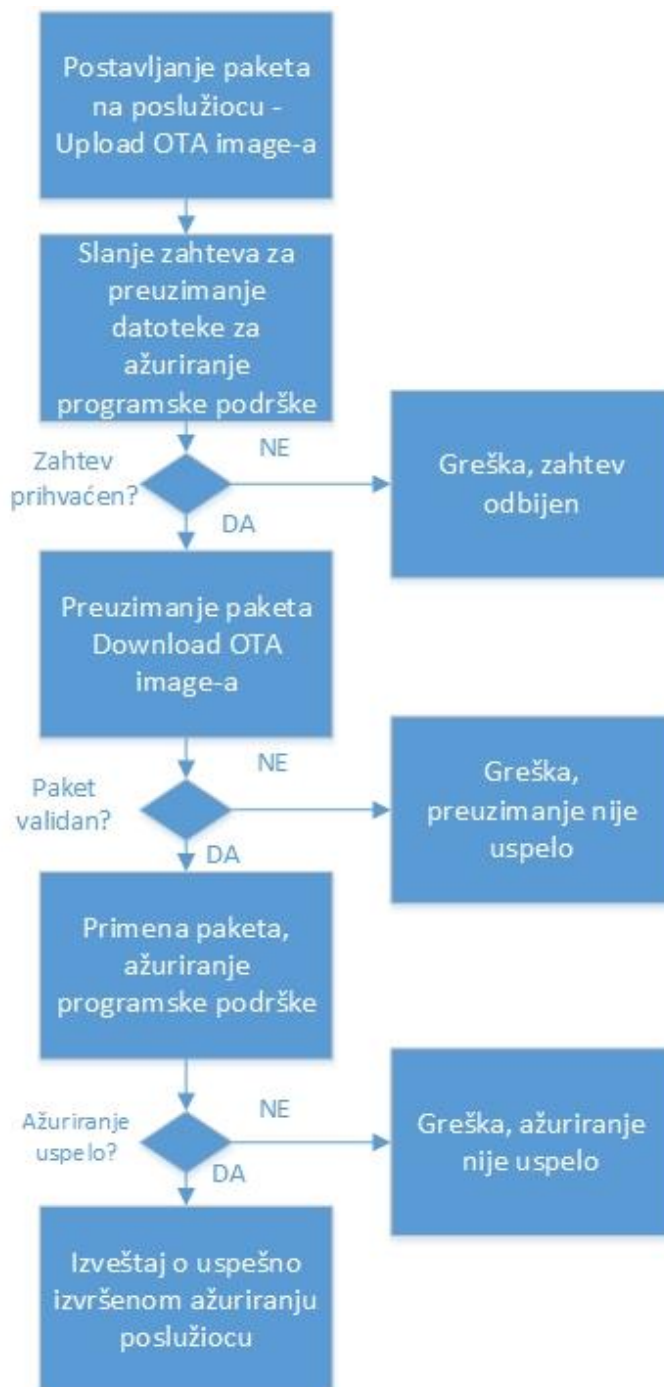 Postavljanje paketa
na poslužiocu -
Upload OTA image-a
Slanje zahteva za
preuzimanje
datoteke za
ažuriranje
programske podrške
NE
Zahtev
prihvaćen?
Greška, zahtev
odbijen
DA
Preuzimanje paketa
Download OTA
image-a
NE
Paket
validan?
Greška,
preuzimanje nije
uspelo
DA
Primena paketa,
ažuriranje
programske podrške
NE
Ažuriranje
uspelo?
Greška, ažuriranje
nije uspelo
DA
Izveštaj o uspešno
izvršenom ažuriranju
poslužiocu